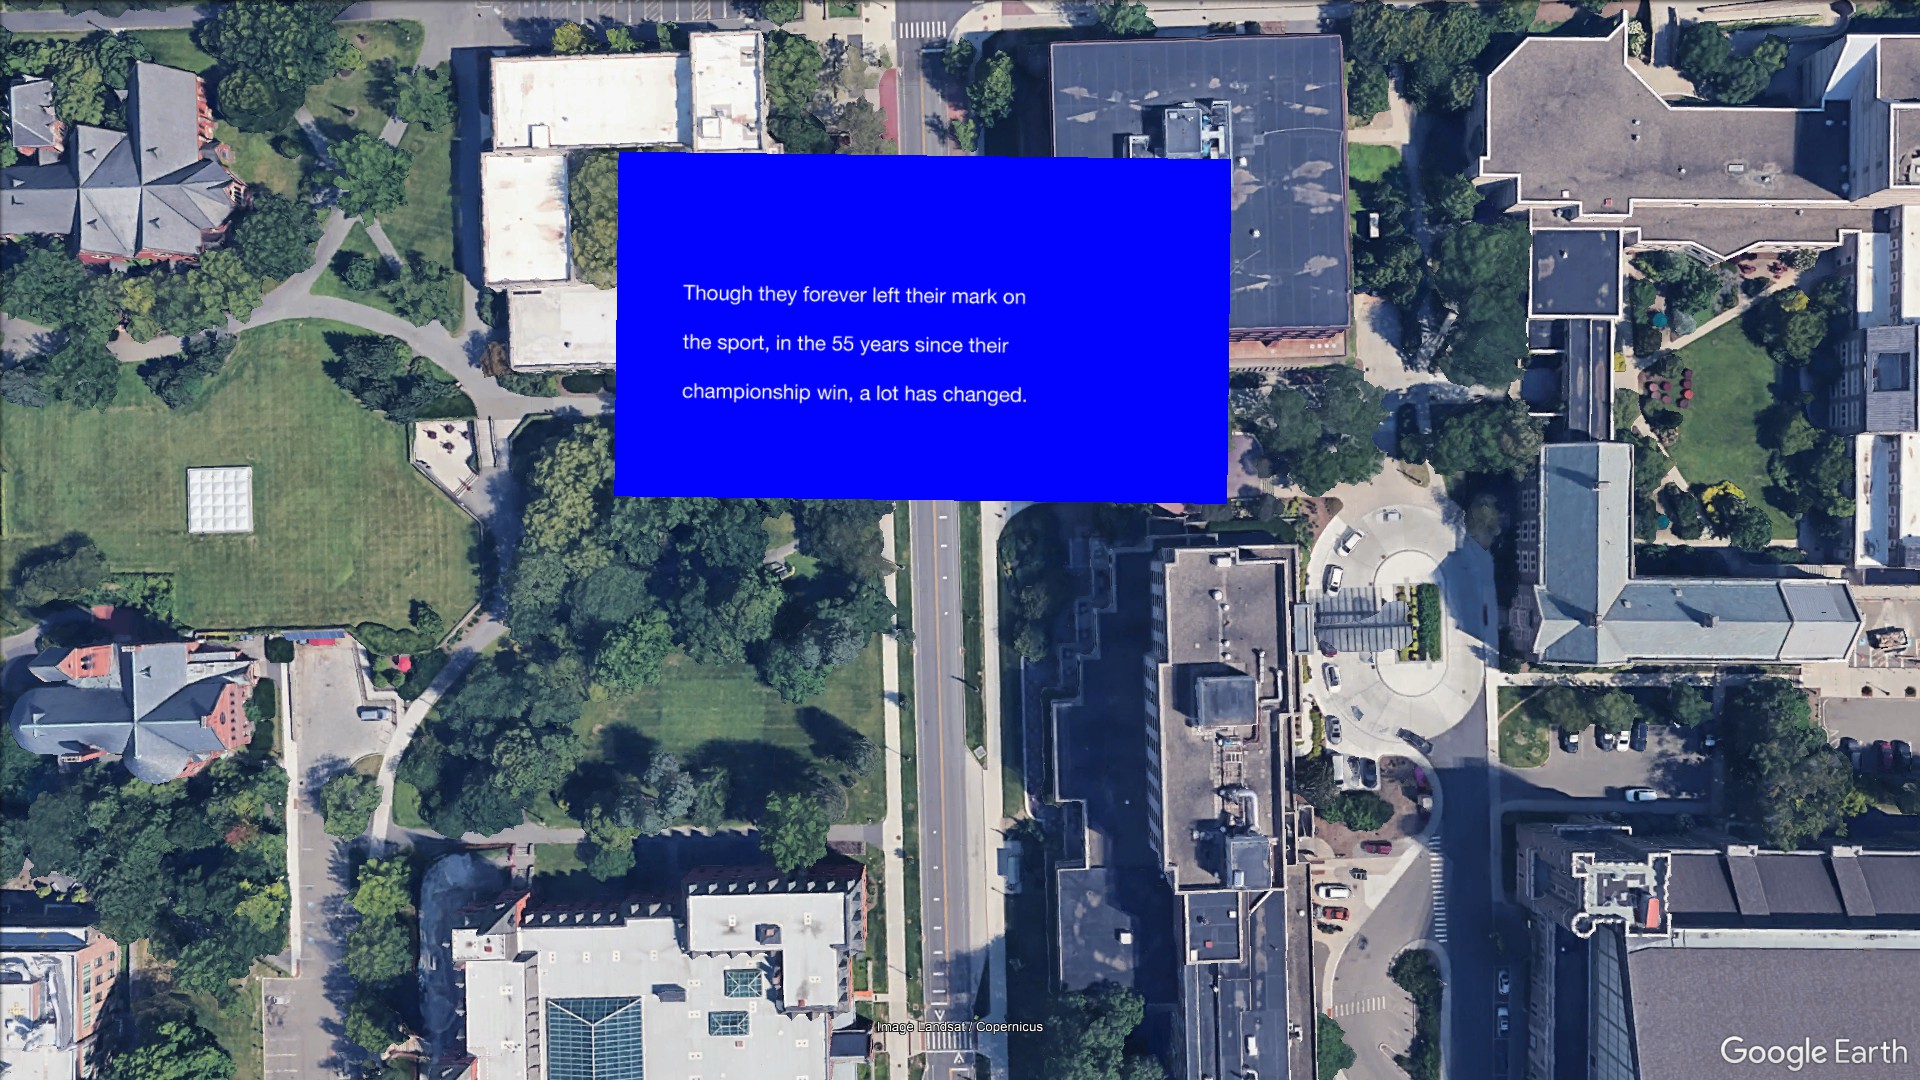 Though they forever left their mark on
the sport, in the 55 years since their
championship win, a lot has changed.
Image Landsat / Copernicus
Google Earth